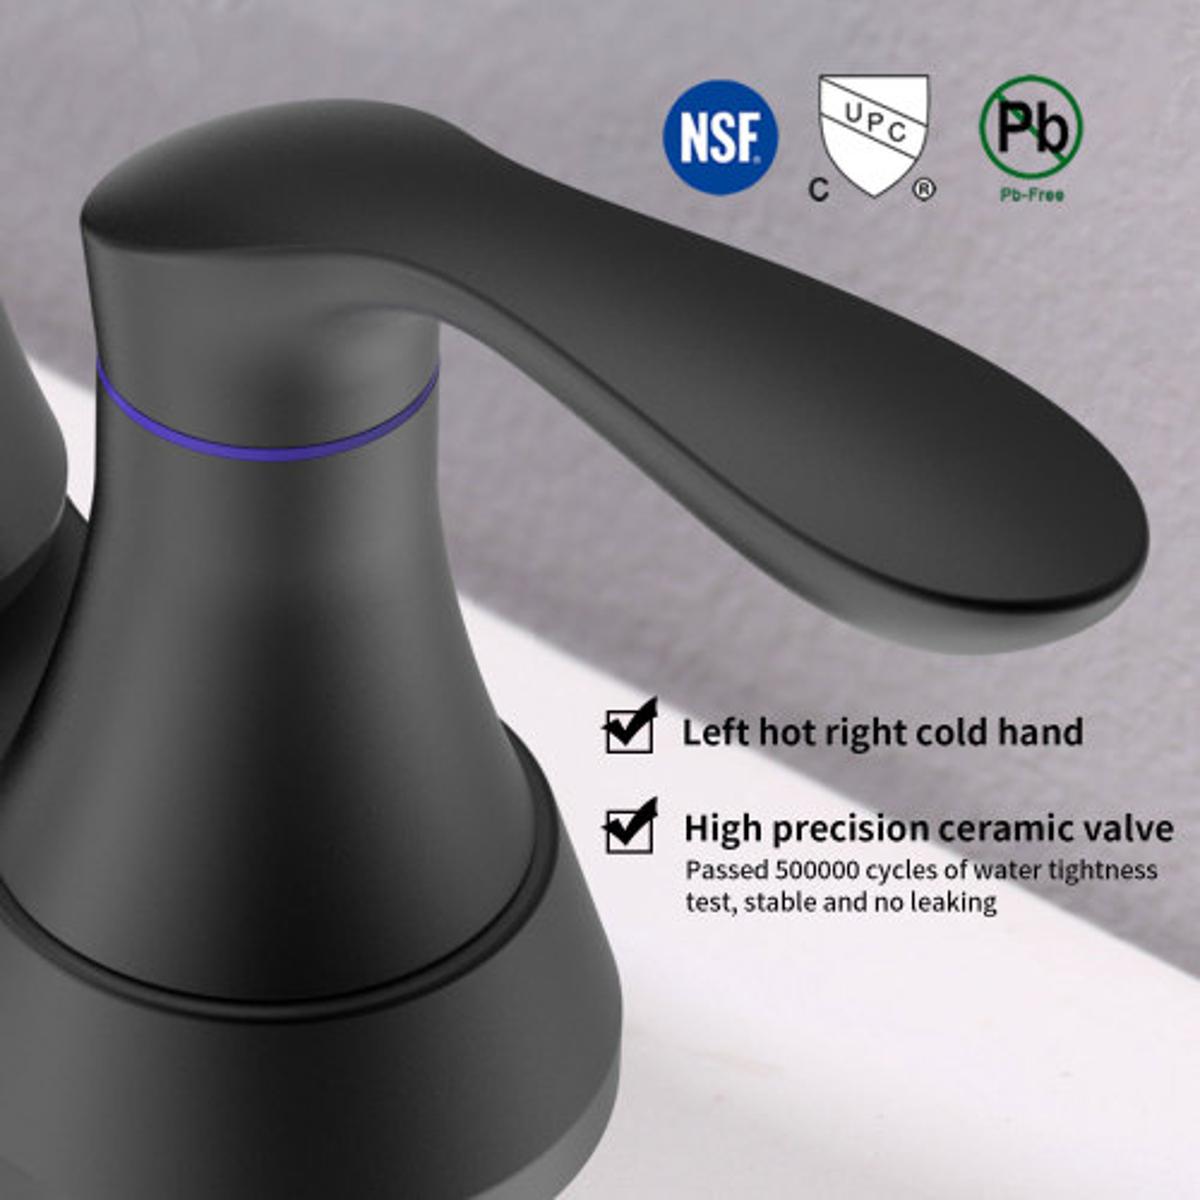 NSF
UPC
C ®
Pb
Pb-Free
Left hot right cold hand
High precision ceramic valve
Passed 500000 cycles of water tightness
test, stable and no leaking